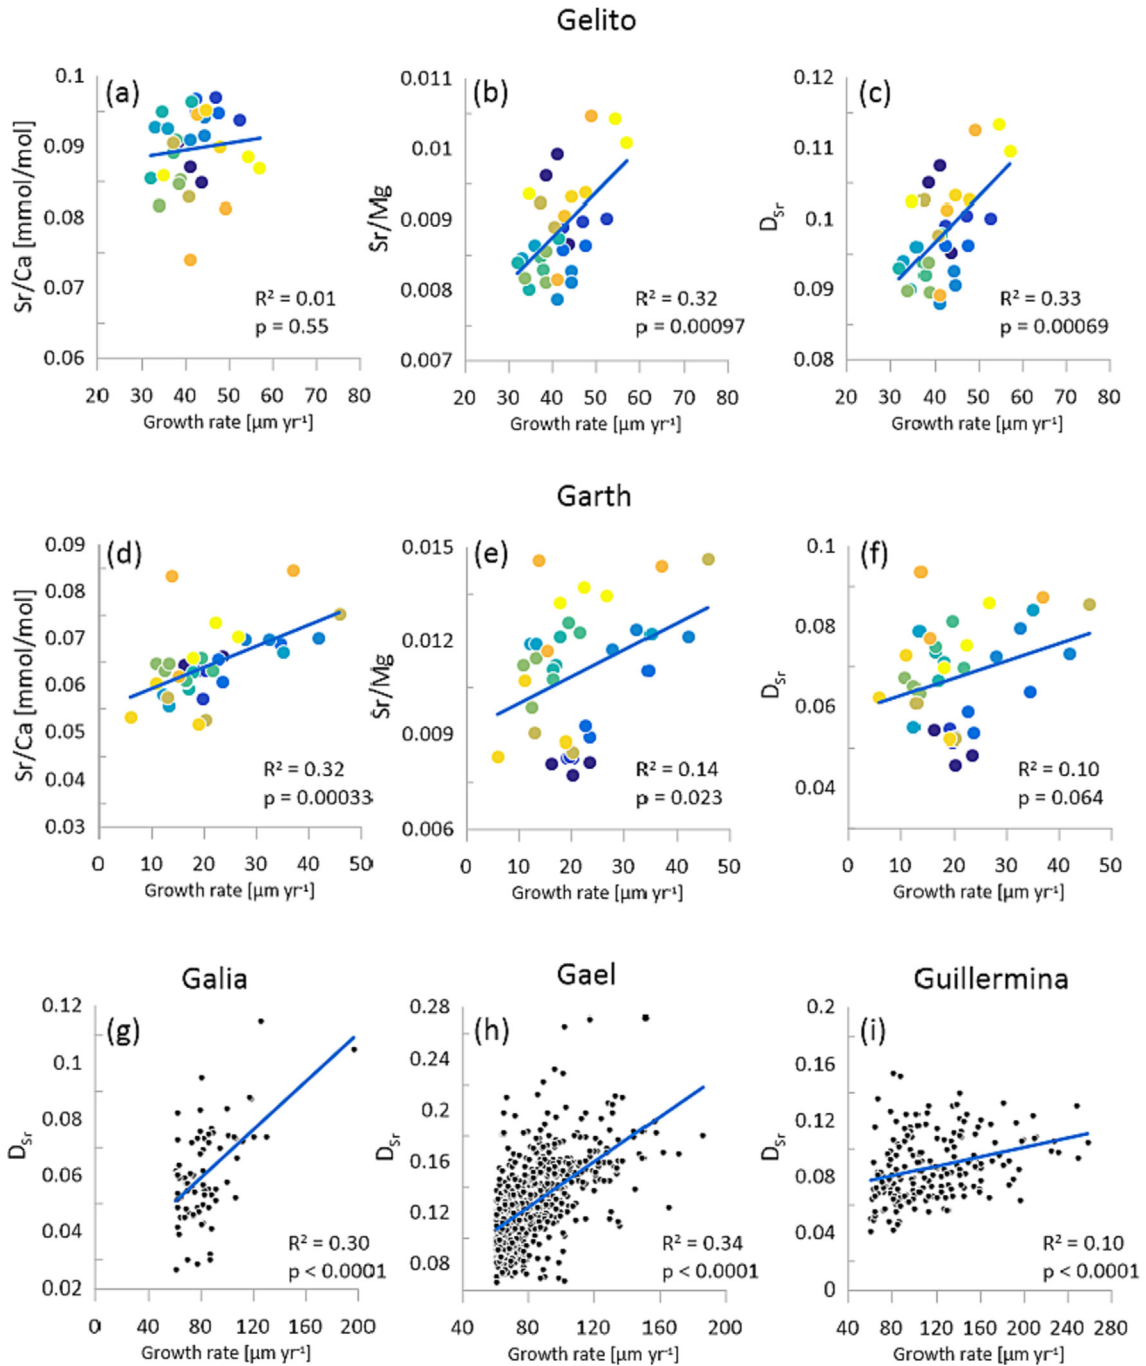 Gelito
(a)
Sr/Ca [mmol/mol]
0.1
0.09
0.08
0.07
0.06
R² = 0.01
p = 0.55
20 30 40 50 60 70 80
Growth rate [µm yr⁻¹]
(b)
Sr/Mg
0.011
0.01
0.009
0.008
0.007
R² = 0.32
p = 0.00097
20 30 40 50 60 70 80
Growth rate [µm yr⁻¹]
(c)
DSr
0.12
0.11
0.1
0.09
0.08
R² = 0.33
p = 0.00069
20 30 40 50 60 70 80
Growth rate [µm yr⁻¹]
Garth
(d)
Sr/Ca [mmol/mol]
0.09
0.08
0.07
0.06
0.05
0.04
0.03
R² = 0.32
p = 0.00033
0 10 20 30 40 50
Growth rate [µm yr⁻¹]
(e)
Sr/Mg
0.015
0.012
0.009
0.006
R² = 0.14
p = 0.023
0 10 20 30 40 50
Growth rate [µm yr⁻¹]
(f)
DSr
0.1
0.08
0.06
0.04
R² = 0.10
p = 0.064
0 10 20 30 40 50
Growth rate [µm yr⁻¹]
Galia
(g)
DSr
0.12
0.1
0.08
0.06
0.04
0.02
R² = 0.30
p < 0.0001
0 40 80 120 160 200
Growth rate [µm yr⁻¹]
Gael
(h)
DSr
0.28
0.24
0.2
0.16
0.12
0.08
R² = 0.34
p < 0.0001
40 80 120 160 200
Growth rate [µm yr⁻¹]
Guillermina
(i)
DSr
0.2
0.16
0.12
0.08
0.04
0
R² = 0.10
p < 0.0001
40 80 120 160 200 240 280
Growth rate [µm yr⁻¹]